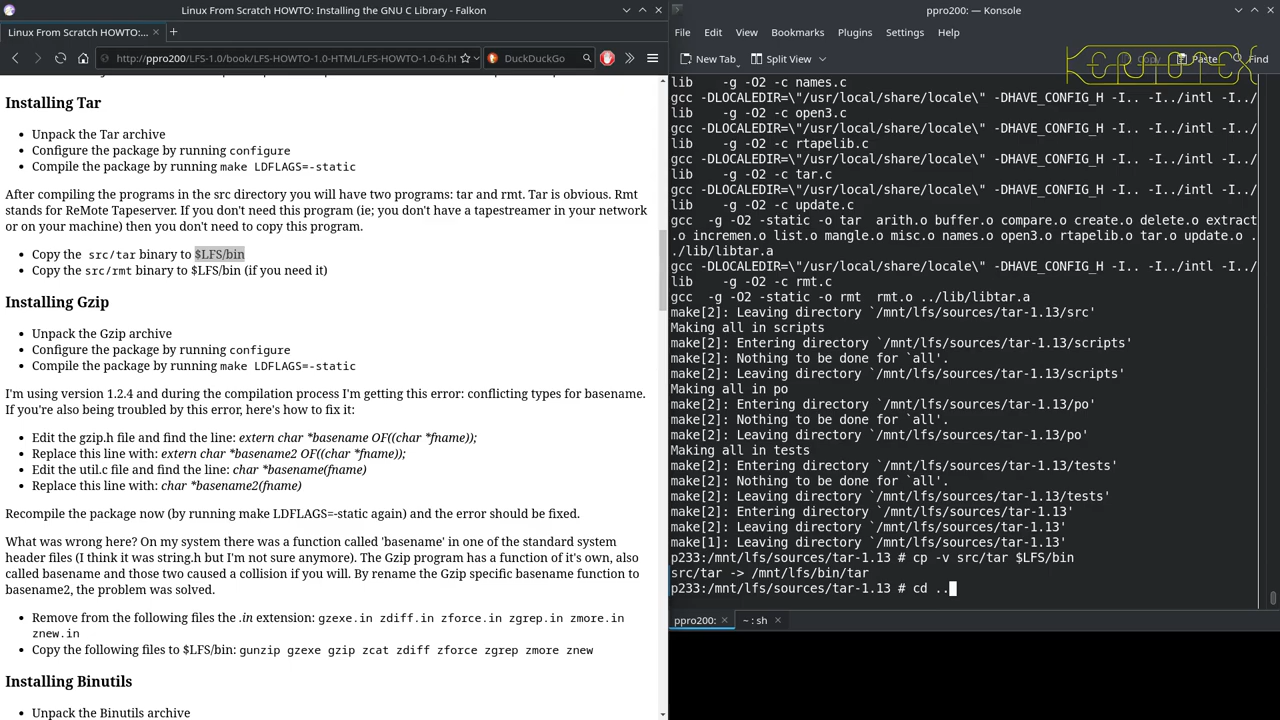 Linux From Scratch HOWTO: Installing the GNU C Library - Falkon
Linux From Scratch HOWTO:...
http://ppro200/LFS-1.0/book/LFS-HOWTO-1.0-HTML/LFS-HOWTO-1.0-6.ht
DuckDuckGo
Installing Tar
Unpack the Tar archive
Configure the package by running configure
Compile the package by running make LDFLAGS=-static
After compiling the programs in the src directory you will have two programs: tar and rmt. Tar is obvious. Rmt
stands for ReMote Tapeserver. If you don't need this program (ie; you don't have a tapestreamer in your network
or on your machine) then you don't need to copy this program.
Copy the src/tar binary to $LFS/bin
Copy the src/rmt binary to $LFS/bin (if you need it)
Installing Gzip
Unpack the Gzip archive
Configure the package by running configure
Compile the package by running make LDFLAGS=-static
I'm using version 1.2.4 and during the compilation process I'm getting this error: conflicting types for basename.
If you're also being troubled by this error, here's how to fix it:
Edit the gzip.h file and find the line: extern char *basename OF((char *fname));
Replace this line with: extern char *basename2 OF((char *fname));
Edit the util.c file and find the line: char *basename(fname)
Replace this line with: char *basename2(fname)
Recompile the package now (by running make LDFLAGS=-static again) and the error should be fixed.
What was wrong here? On my system there was a function called 'basename' in one of the standard system
header files (I think it was string.h but I'm not sure anymore). The Gzip program has a function of it's own, also
called basename and those two caused a collision if you will. By rename the Gzip specific basename function to
basename2, the problem was solved.
Remove from the following files the .in extension: gzexe.in zdiff.in zforce.in zgrep.in zmore.in
znew.in
Copy the following files to $LFS/bin: gunzip gzexe gzip zcat zdiff zforce zgrep zmore znew
Installing Binutils
Unpack the Binutils archive
ppro200: — Konsole
File Edit View Bookmarks Plugins Settings Help
New Tab Split View Copy Paste Find
lib -g -O2 -c names.c
gcc -DLOCALEDIR=\"/usr/local/share/locale\" -DHAVE_CONFIG_H -I.. -I../intl -I../
lib -g -O2 -c open3.c
gcc -DLOCALEDIR=\"/usr/local/share/locale\" -DHAVE_CONFIG_H -I.. -I../intl -I../
lib -g -O2 -c rtapelib.c
gcc -DLOCALEDIR=\"/usr/local/share/locale\" -DHAVE_CONFIG_H -I.. -I../intl -I../
lib -g -O2 -c tar.c
gcc -DLOCALEDIR=\"/usr/local/share/locale\" -DHAVE_CONFIG_H -I.. -I../intl -I../
lib -g -O2 -c update.c
gcc -g -O2 -static -o tar arith.o buffer.o compare.o create.o delete.o extract
.o incremen.o list.o mangle.o misc.o names.o open3.o rtapelib.o tar.o update.o .
./lib/libtar.a
gcc -DLOCALEDIR=\"/usr/local/share/locale\" -DHAVE_CONFIG_H -I.. -I../intl -I../
lib -g -O2 -c rmt.c
gcc -g -O2 -static -o rmt rmt.o ../lib/libtar.a
make[2]: Leaving directory `/mnt/lfs/sources/tar-1.13/src'
Making all in scripts
make[2]: Entering directory `/mnt/lfs/sources/tar-1.13/scripts'
make[2]: Nothing to be done for `all'.
make[2]: Leaving directory `/mnt/lfs/sources/tar-1.13/scripts'
Making all in po
make[2]: Entering directory `/mnt/lfs/sources/tar-1.13/po'
make[2]: Nothing to be done for `all'.
make[2]: Leaving directory `/mnt/lfs/sources/tar-1.13/po'
Making all in tests
make[2]: Entering directory `/mnt/lfs/sources/tar-1.13/tests'
make[2]: Nothing to be done for `all'.
make[2]: Leaving directory `/mnt/lfs/sources/tar-1.13/tests'
make[2]: Entering directory `/mnt/lfs/sources/tar-1.13'
make[2]: Leaving directory `/mnt/lfs/sources/tar-1.13'
make[1]: Leaving directory `/mnt/lfs/sources/tar-1.13'
p233:/mnt/lfs/sources/tar-1.13 # cp -v src/tar $LFS/bin
src/tar -> /mnt/lfs/bin/tar
p233:/mnt/lfs/sources/tar-1.13 # cd ..
ppro200: ~ : sh